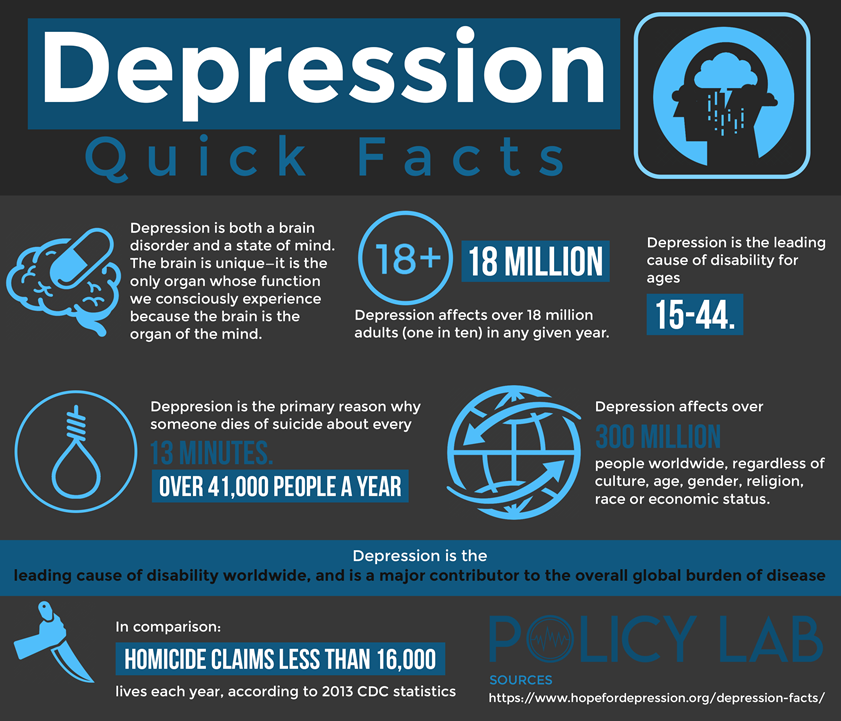 Depression
Quick Facts
Depression is both a brain
disorder and a state of mind.
The brain is unique—it is the
only organ whose function
we consciously experience
because the brain is the
organ of the mind.
18+
18 MILLION
Depression affects over 18 million
adults (one in ten) in any given year.
Depression is the leading
cause of disability for
ages
15-44.
Deppresion is the primary reason why
someone dies of suicide about every
13 MINUTES.
OVER 41,000 PEOPLE A YEAR
Depression affects over
300 MILLION
people worldwide, regardless of
culture, age, gender, religion,
race or economic status.
Depression is the
leading cause of disability worldwide, and is a major contributor to the overall global burden of disease
In comparison:
HOMICIDE CLAIMS LESS THAN 16,000
lives each year, according to 2013 CDC statistics
POLICY LAB
SOURCES
https://www.hopefordepression.org/depression-facts/